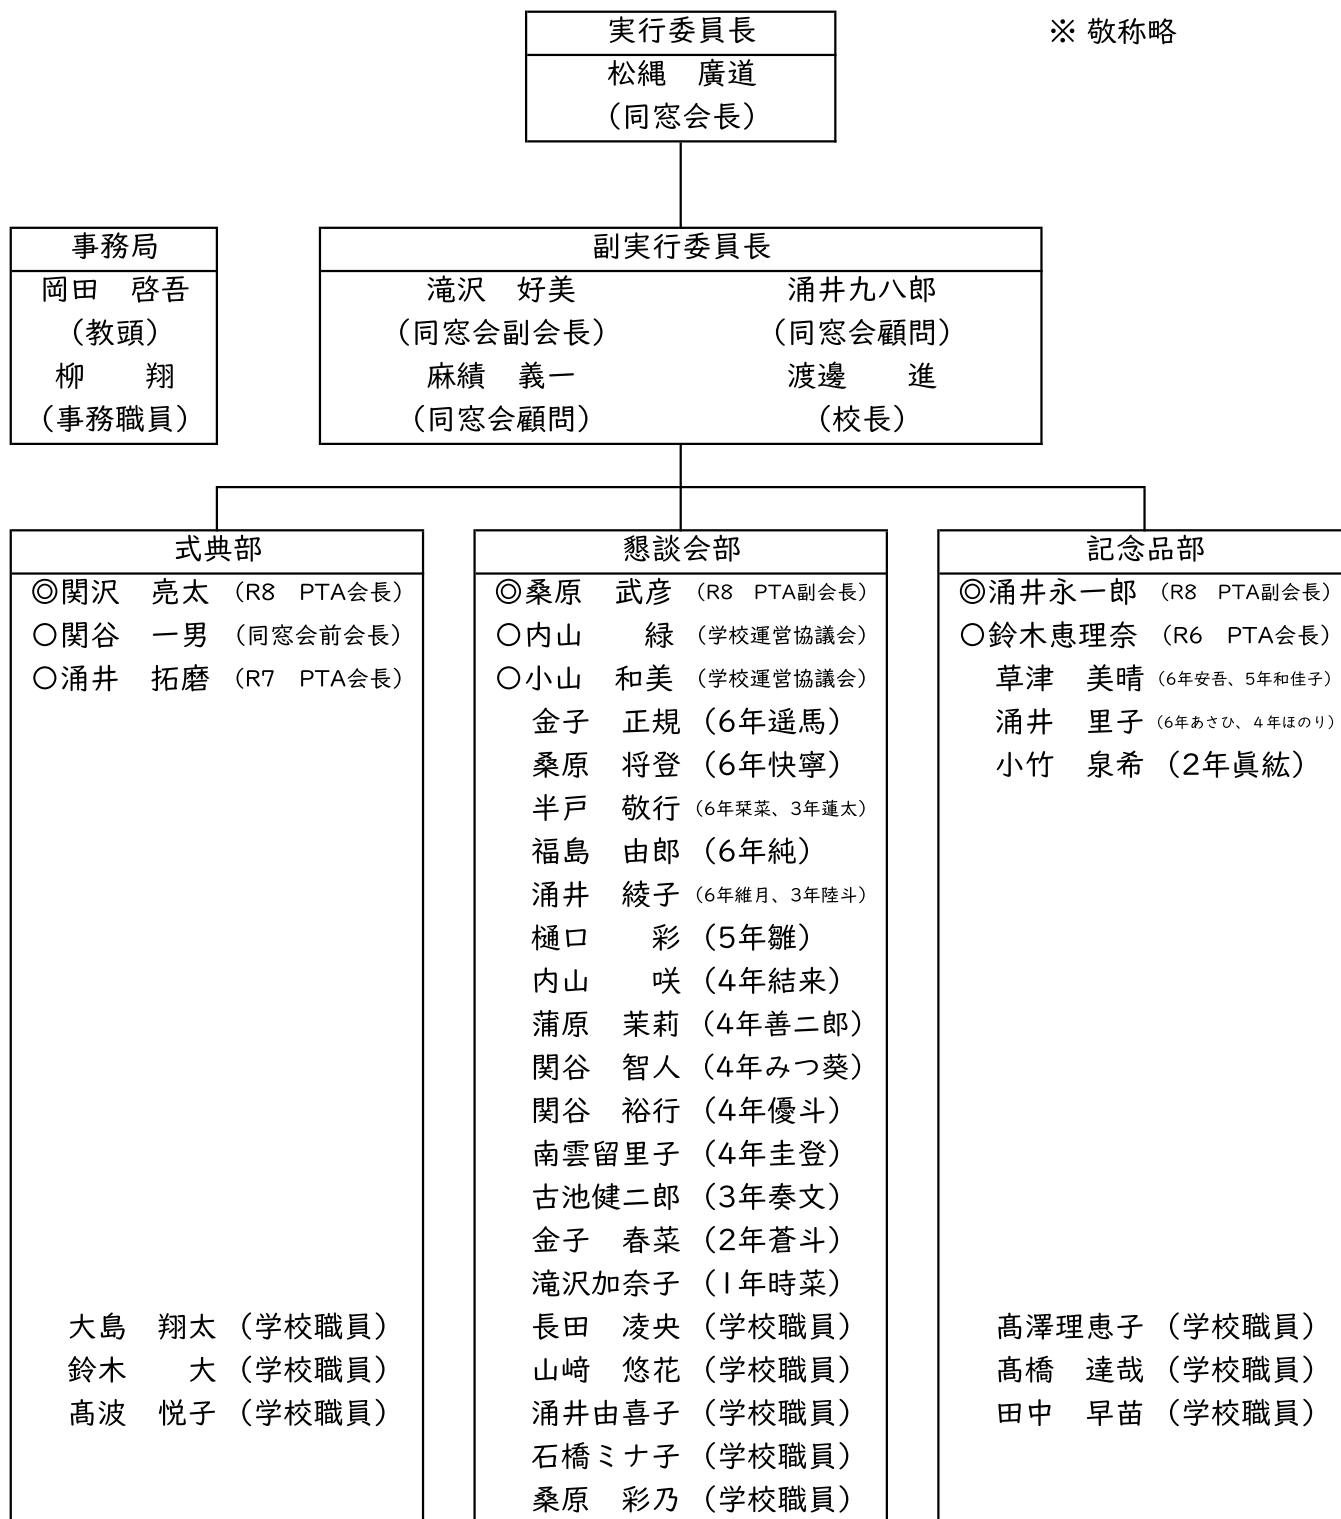 実行委員長
※ 敬称略
松縄　廣道
（同窓会長）
事務局
岡田　啓吾
（教頭）
柳　　翔
（事務職員）
副実行委員長
滝沢　好美　涌井九八郎
（同窓会副会長）　（同窓会顧問）
麻績　義一　渡邊　　進
（同窓会顧問）　（校長）
式典部
◎関沢　亮太（R8　PTA会長）
○関谷　一男（同窓会前会長）
○涌井　拓磨（R7　PTA会長）
大島　翔太（学校職員）
鈴木　　大（学校職員）
髙波　悦子（学校職員）
懇談会部
◎桑原　武彦（R8　PTA副会長）
○内山　　緑（学校運営協議会）
○小山　和美（学校運営協議会）
金子　正規（6年遥馬）
桑原　将登（6年快寧）
半戸　敬行（6年栞菜、3年蓮太）
福島　由郎（6年純）
涌井　綾子（6年維月、3年陸斗）
樋口　　彩（5年雛）
内山　　咲（4年結来）
蒲原　茉莉（4年善二郎）
関谷　智人（4年みつ葵）
関谷　裕行（4年優斗）
南雲留里子（4年圭登）
古池健二郎（3年奏文）
金子　春菜（2年蒼斗）
滝沢加奈子（1年時菜）
長田　凌央（学校職員）
山﨑　悠花（学校職員）
涌井由喜子（学校職員）
石橋ミナ子（学校職員）
桑原　彩乃（学校職員）
記念品部
◎涌井永一郎（R8　PTA副会長）
○鈴木恵理奈（R6　PTA会長）
草津　美晴（6年安吾、5年和佳子）
涌井　里子（6年あさひ、4年ほのり）
小竹　泉希（2年眞紘）
髙澤理恵子（学校職員）
髙橋　達哉（学校職員）
田中　早苗（学校職員）